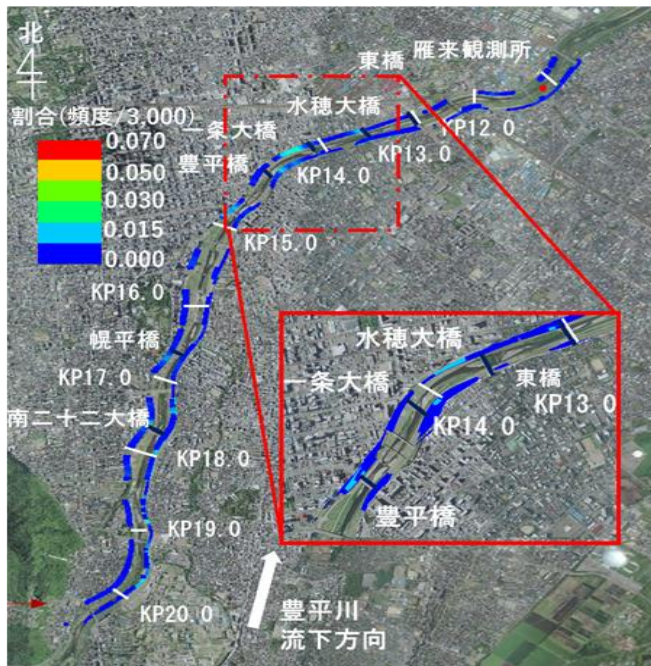 北
雁来観測所
東橋
割合(頻度/3,000)
水穂大橋
0.070
一条大橋
KP12.0
豊平橋
KP13.0
0.050
KP14.0
0.030
0.015
KP15.0
0.000
KP16.0
幌平橋
水穂大橋
KP17.0
一条大橋
東橋
KP13.0
南二十二大橋
KP14.0
KP18.0
豊平橋
KP19.0
KP20.0
豊平川
流下方向